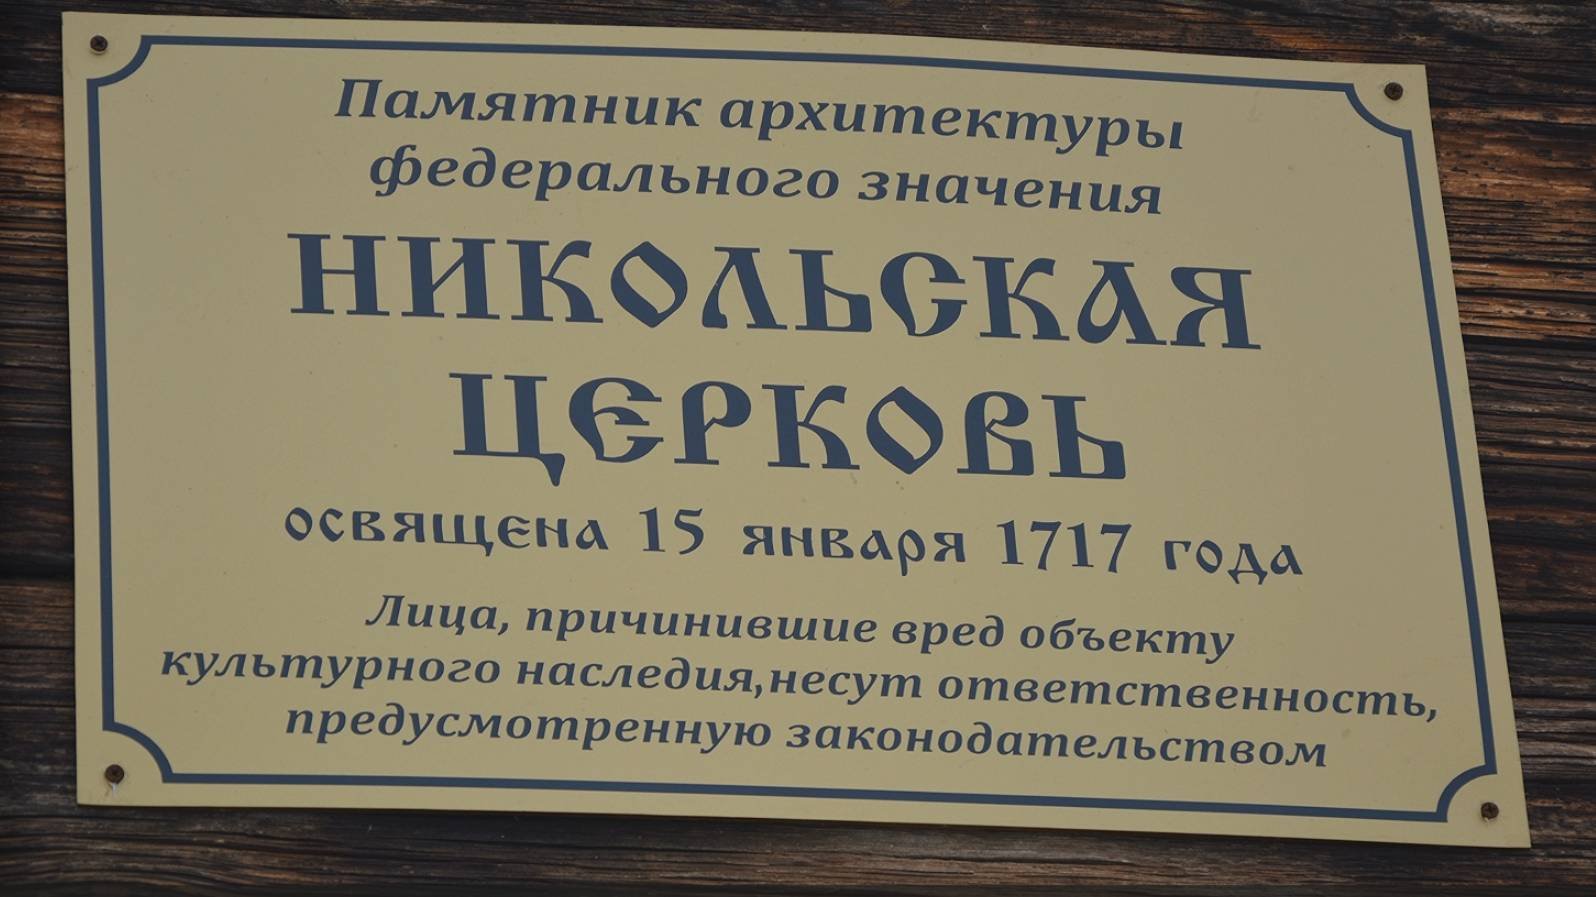 Памятник архитектуры
федерального значения
НИКОЛЬСКАЯ
ЦЕРКОВЬ
освящена 15 января 1717 года
Лица, причинившие вред объекту
культурного наследия,несут ответственность,
предусмотренную законодательством